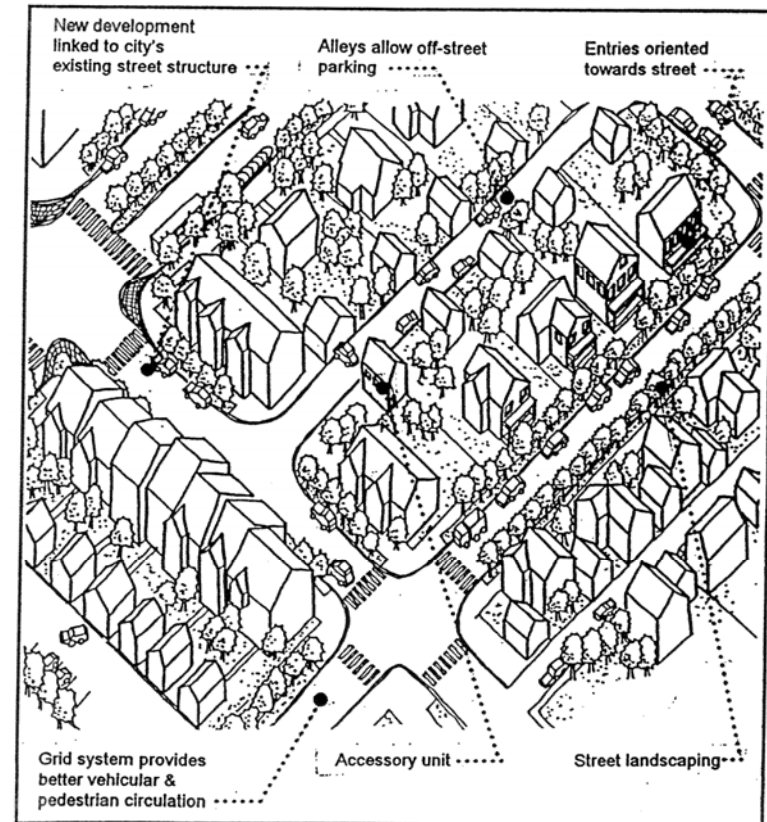 New development
linked to city's
existing street structure
Alleys allow off-street
parking
Entries oriented
towards street
Grid system provides
better vehicular &
pedestrian circulation
Accessory unit
Street landscaping